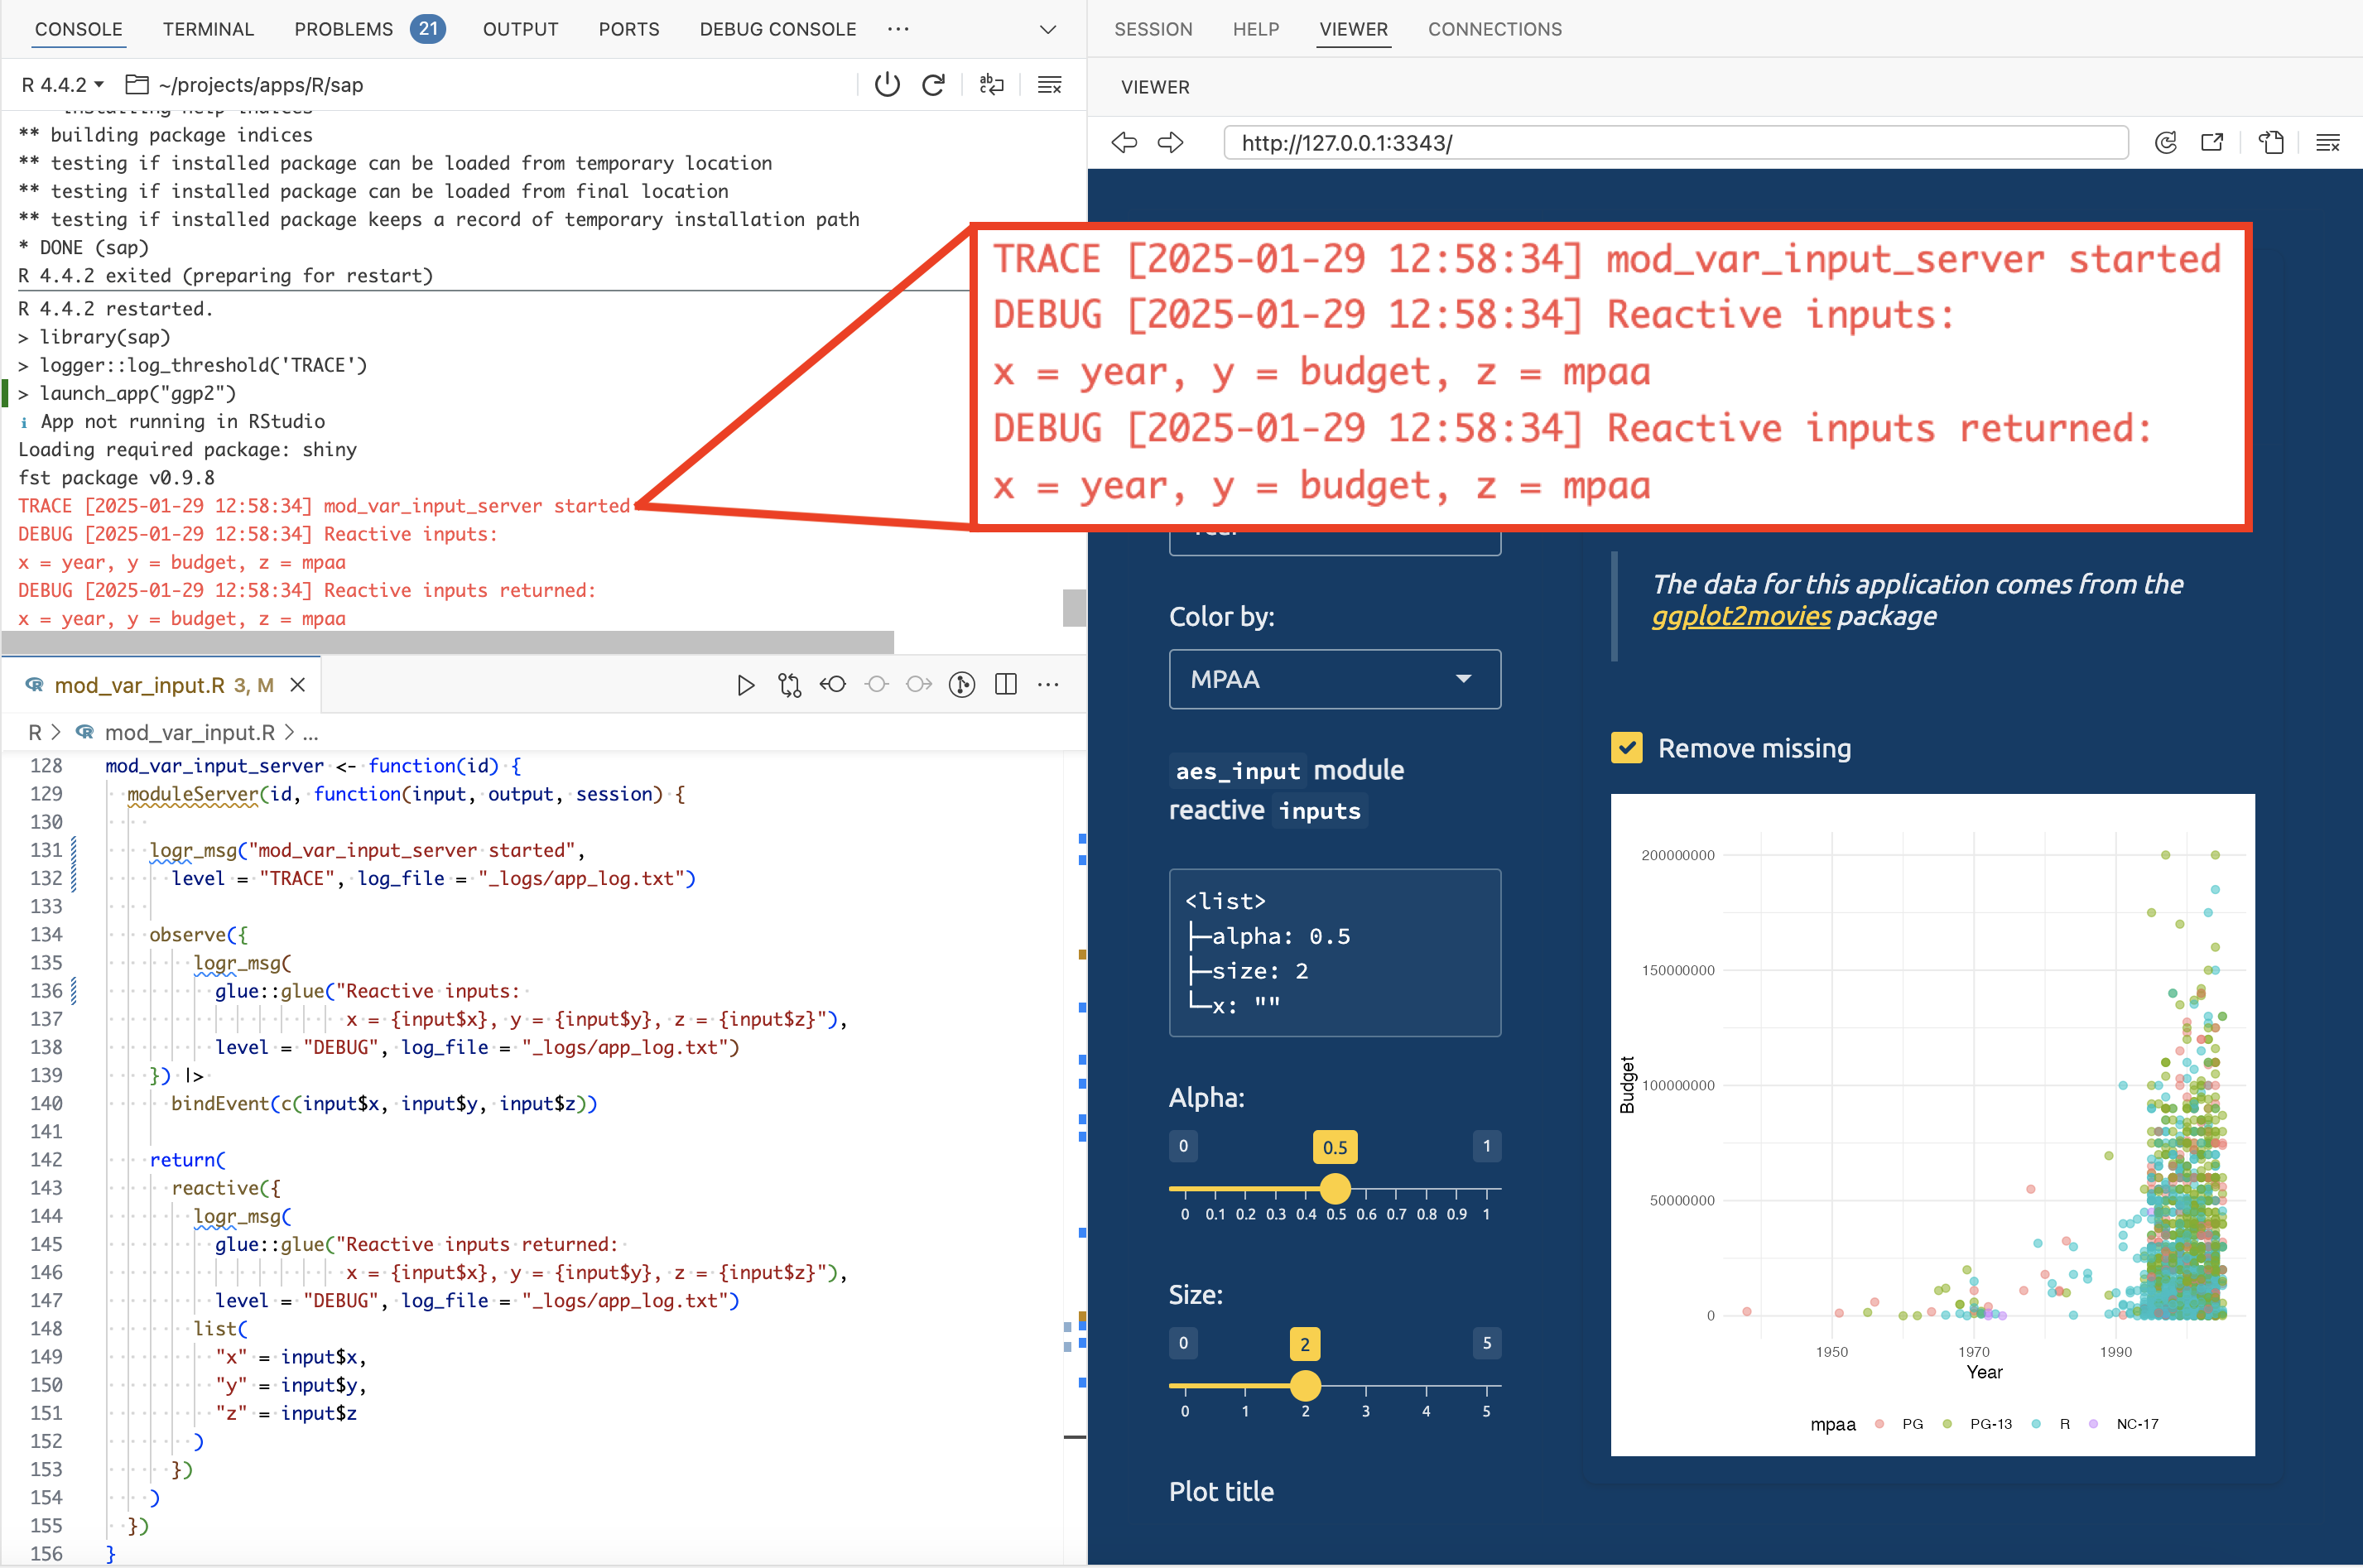 CONSOLE TERMINAL PROBLEMS 21 OUTPUT PORTS DEBUG CONSOLE ...
R 4.4.2 ~/projects/apps/R/sap
** building package indices
** testing if installed package can be loaded from temporary location
** testing if installed package can be loaded from final location
** testing if installed package keeps a record of temporary installation path
* DONE (sap)
R 4.4.2 exited (preparing for restart)
R 4.4.2 restarted.
> library(sap)
> logger::log_threshold('TRACE')
> launch_app("ggp2")
ℹ App not running in RStudio
Loading required package: shiny
fst package v0.9.8
TRACE [2025-01-29 12:58:34] mod_var_input_server started
DEBUG [2025-01-29 12:58:34] Reactive inputs:
x = year, y = budget, z = mpaa
DEBUG [2025-01-29 12:58:34] Reactive inputs returned:
x = year, y = budget, z = mpaa
mod_var_input.R 3, M
R > mod_var_input.R > ...
128 mod_var_input_server <- function(id) {
129 moduleServer(id, function(input, output, session) {
130
131 logr_msg("mod_var_input_server started",
132 level = "TRACE", log_file = "_logs/app_log.txt")
133
134 observe({
135 logr_msg(
136 glue::glue("Reactive inputs:
137 x = {input$x}, y = {input$y}, z = {input$z}"),
138 level = "DEBUG", log_file = "_logs/app_log.txt")
139 }) |>
140 bindEvent(c(input$x, input$y, input$z))
141
142 return(
143 reactive({
144 logr_msg(
145 glue::glue("Reactive inputs returned:
146 x = {input$x}, y = {input$y}, z = {input$z}"),
147 level = "DEBUG", log_file = "_logs/app_log.txt")
148 list(
149 "x" = input$x,
150 "y" = input$y,
151 "z" = input$z
152 )
153 })
154 )
155 })
156 }
SESSION HELP VIEWER CONNECTIONS
VIEWER
http://127.0.0.1:3343/
TRACE [2025-01-29 12:58:34] mod_var_input_server started
DEBUG [2025-01-29 12:58:34] Reactive inputs:
x = year, y = budget, z = mpaa
DEBUG [2025-01-29 12:58:34] Reactive inputs returned:
x = year, y = budget, z = mpaa
Color by:
MPAA
aes_input module
reactive inputs
<list>
├─alpha: 0.5
├─size: 2
└─x: ""
Alpha:
0 0.5 1
0 0.1 0.2 0.3 0.4 0.5 0.6 0.7 0.8 0.9 1
Size:
0 2 5
0 1 2 3 4 5
Plot title
The data for this application comes from the
ggplot2movies package
Remove missing
200000000
150000000
100000000
50000000
0
Budget
1950 1970 1990
Year
mpaa PG PG-13 R NC-17